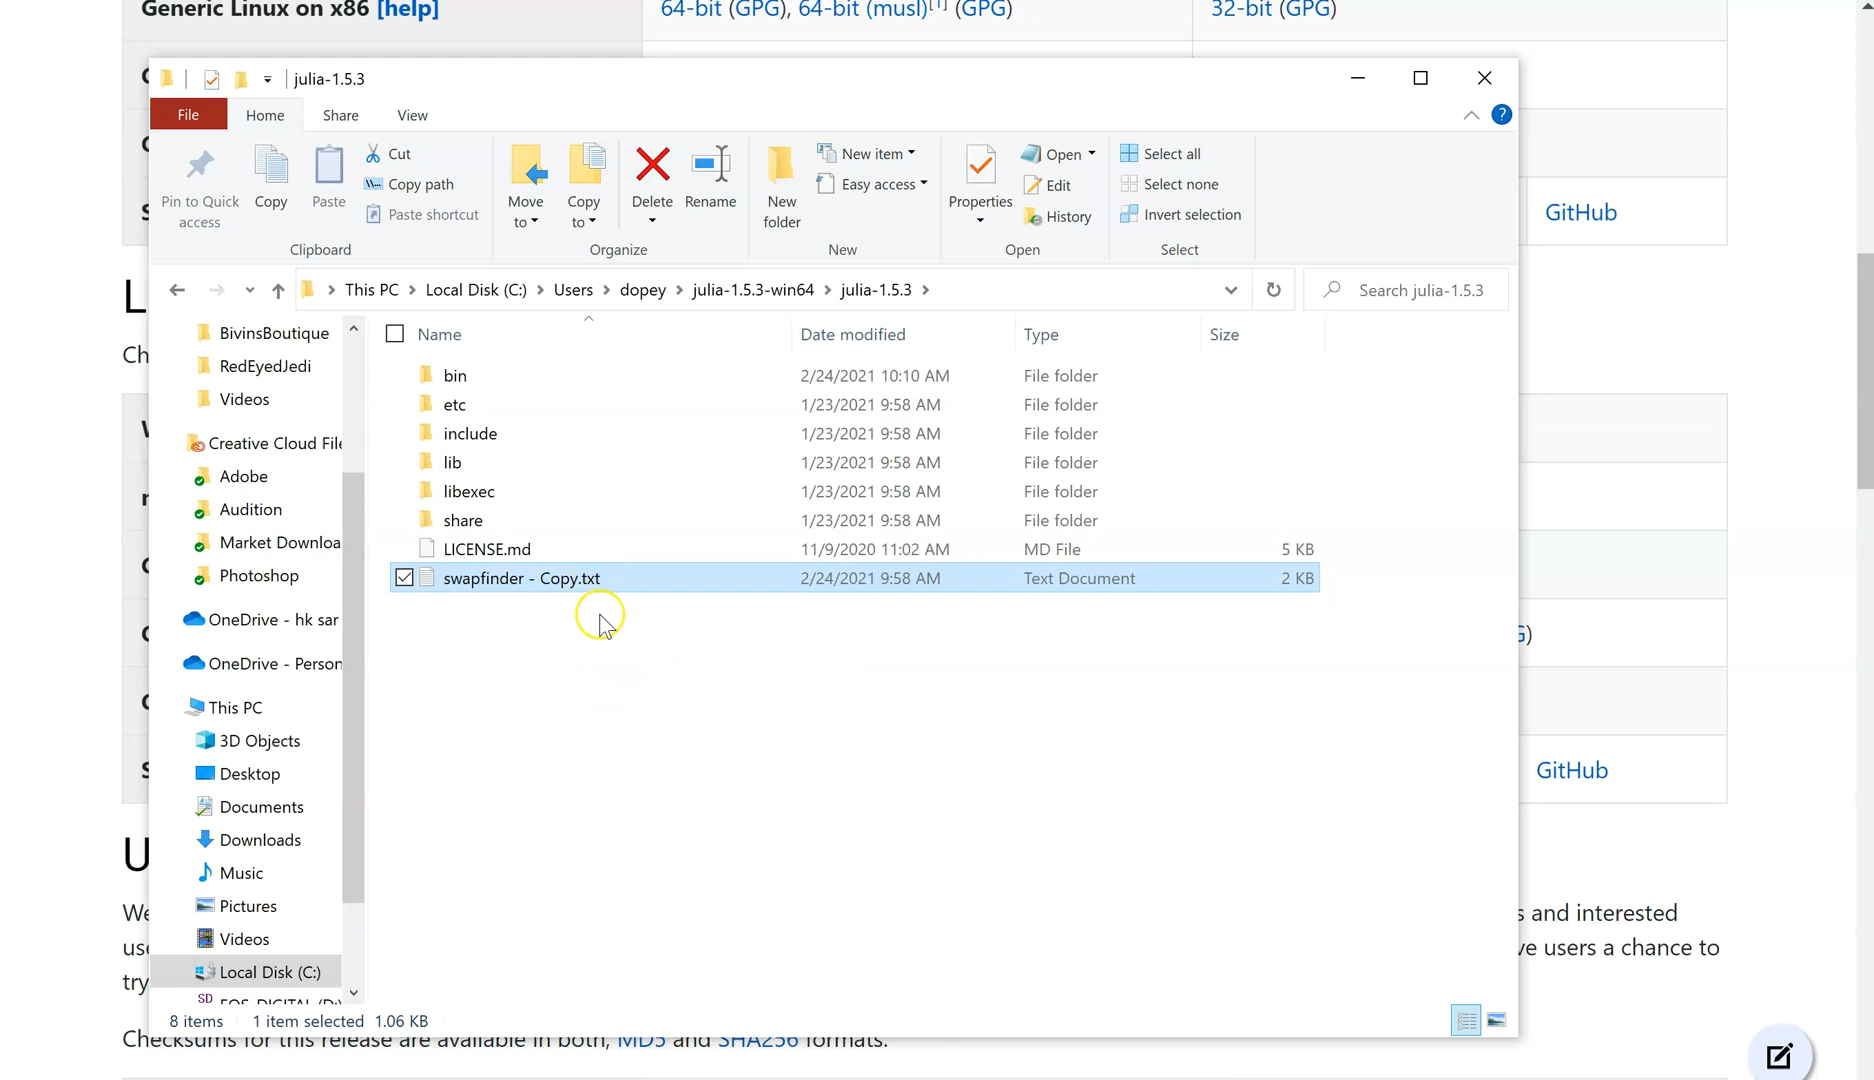 Generic Linux on x86 [help]
64-bit (GPG), 64-bit (musl)[1] (GPG)
32-bit (GPG)
julia-1.5.3
File
Home
Share
View
Pin to Quick access
Copy
Paste
Cut
Copy path
Paste shortcut
Clipboard
Move to
Copy to
Delete
Rename
Organize
New folder
New item
Easy access
New
Properties
Open
Edit
History
Open
Select all
Select none
Invert selection
Select
GitHub
This PC
Local Disk (C:)
Users
dopey
julia-1.5.3-win64
julia-1.5.3
Search julia-1.5.3
BivinsBoutique
RedEyedJedi
Videos
Creative Cloud File
Adobe
Audition
Market Downloa
Photoshop
OneDrive - hk sar
OneDrive - Person
This PC
3D Objects
Desktop
Documents
Downloads
Music
Pictures
Videos
Local Disk (C:)
SD EOS_DIGITAL (D:)
Name Date modified Type Size
bin 2/24/2021 10:10 AM File folder
etc 1/23/2021 9:58 AM File folder
include 1/23/2021 9:58 AM File folder
lib 1/23/2021 9:58 AM File folder
libexec 1/23/2021 9:58 AM File folder
share 1/23/2021 9:58 AM File folder
LICENSE.md 11/9/2020 11:02 AM MD File 5 KB
swapfinder - Copy.txt 2/24/2021 9:58 AM Text Document 2 KB
8 items 1 item selected 1.06 KB
Ch
GitHub
We
s and interested
use
ve users a chance to
try
Checksums for this release are available in both, MD5 and SHA256 formats.